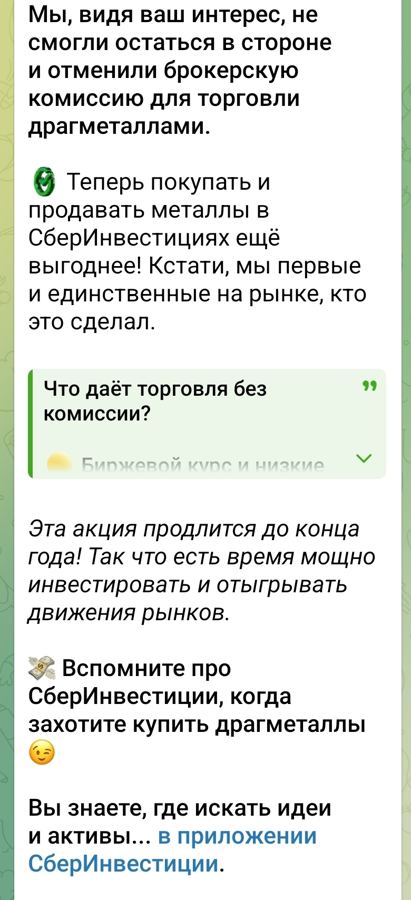 Мы, видя ваш интерес, не
смогли остаться в стороне
и отменили брокерскую
комиссию для торговли
драгметаллами.
Теперь покупать и
продавать металлы в
СберИнвестициях ещё
выгоднее! Кстати, мы первые
и единственные на рынке, кто
это сделал.
Что даёт торговля без
комиссии?
Биржевой курс и низкие
Эта акция продлится до конца
года! Так что есть время мощно
инвестировать и отыгрывать
движения рынков.
💸 Вспомните про
СберИнвестиции, когда
захотите купить драгметаллы
😉
Вы знаете, где искать идеи
и активы... в приложении
СберИнвестиции.